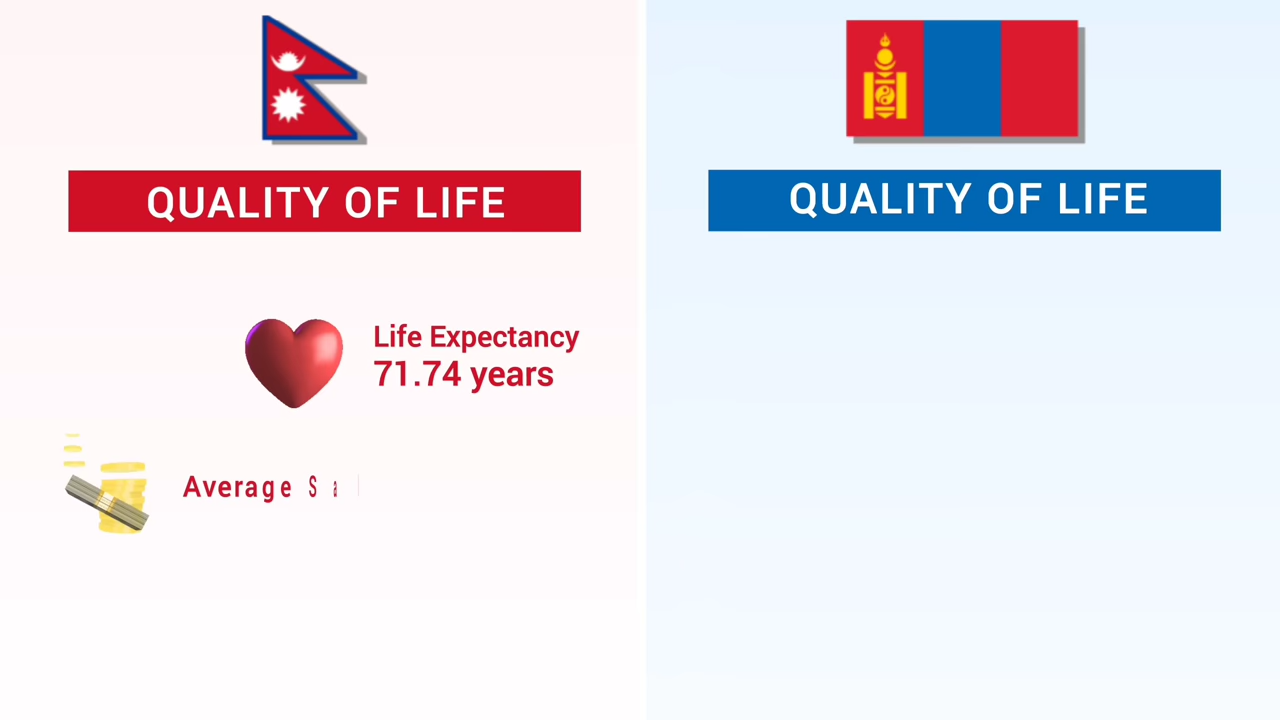 QUALITY OF LIFE
Life Expectancy
71.74 years
Average S a
QUALITY OF LIFE